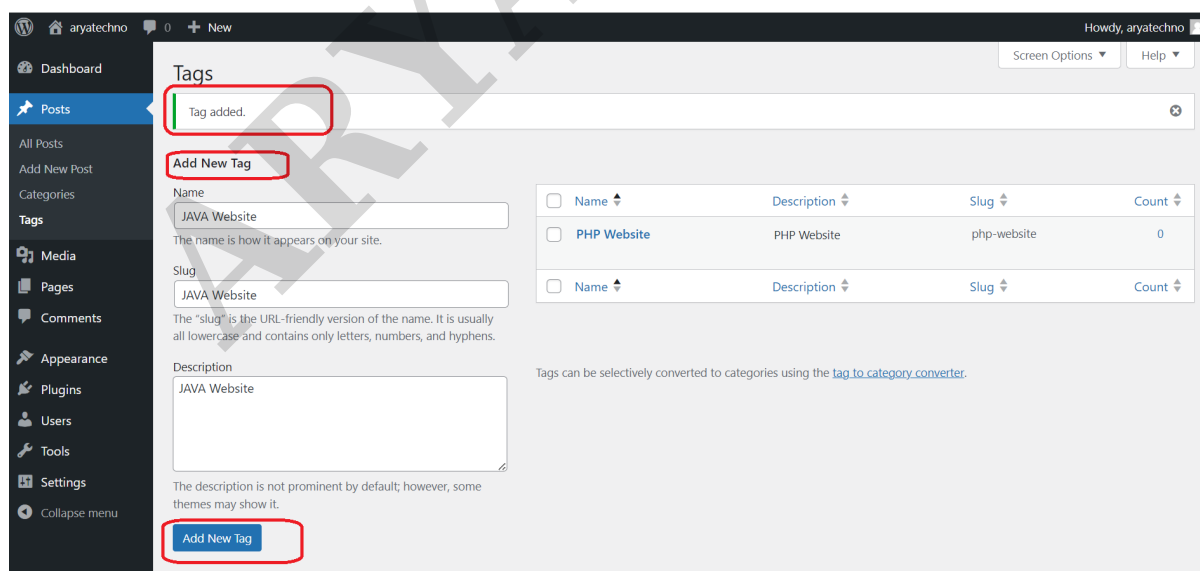 aryatechno 0 New Howdy, aryatechno
Screen Options Help
Dashboard
Posts
All Posts
Add New Post
Categories
Tags
Media
Pages
Comments
Appearance
Plugins
Users
Tools
Settings
Collapse menu
Tags
Tag added.
Add New Tag
Name
JAVA Website
The name is how it appears on your site.
Slug
JAVA Website
The “slug” is the URL-friendly version of the name. It is usually
all lowercase and contains only letters, numbers, and hyphens.
Description
JAVA Website
The description is not prominent by default; however, some
themes may show it.
Add New Tag
Name Description Slug Count
PHP Website PHP Website php-website 0
Name Description Slug Count
Tags can be selectively converted to categories using the tag to category converter.